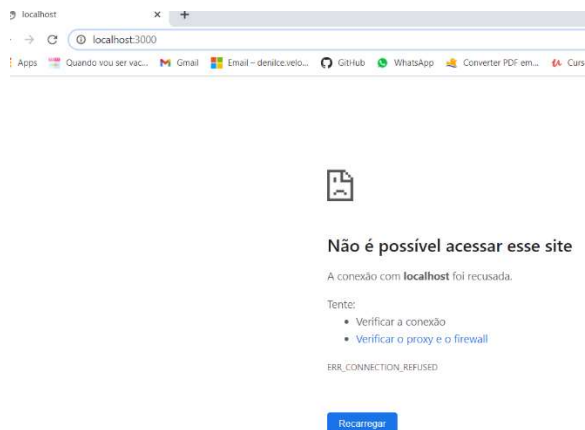 localhost
localhost:3000
Apps Quando vou ser vac... Gmail Email – denilce.velo... GitHub WhatsApp Converter PDF em... Curs
Não é possível acessar esse site
A conexão com localhost foi recusada.
Tente:
• Verificar a conexão
• Verificar o proxy e o firewall
ERR_CONNECTION_REFUSED
Recarregar